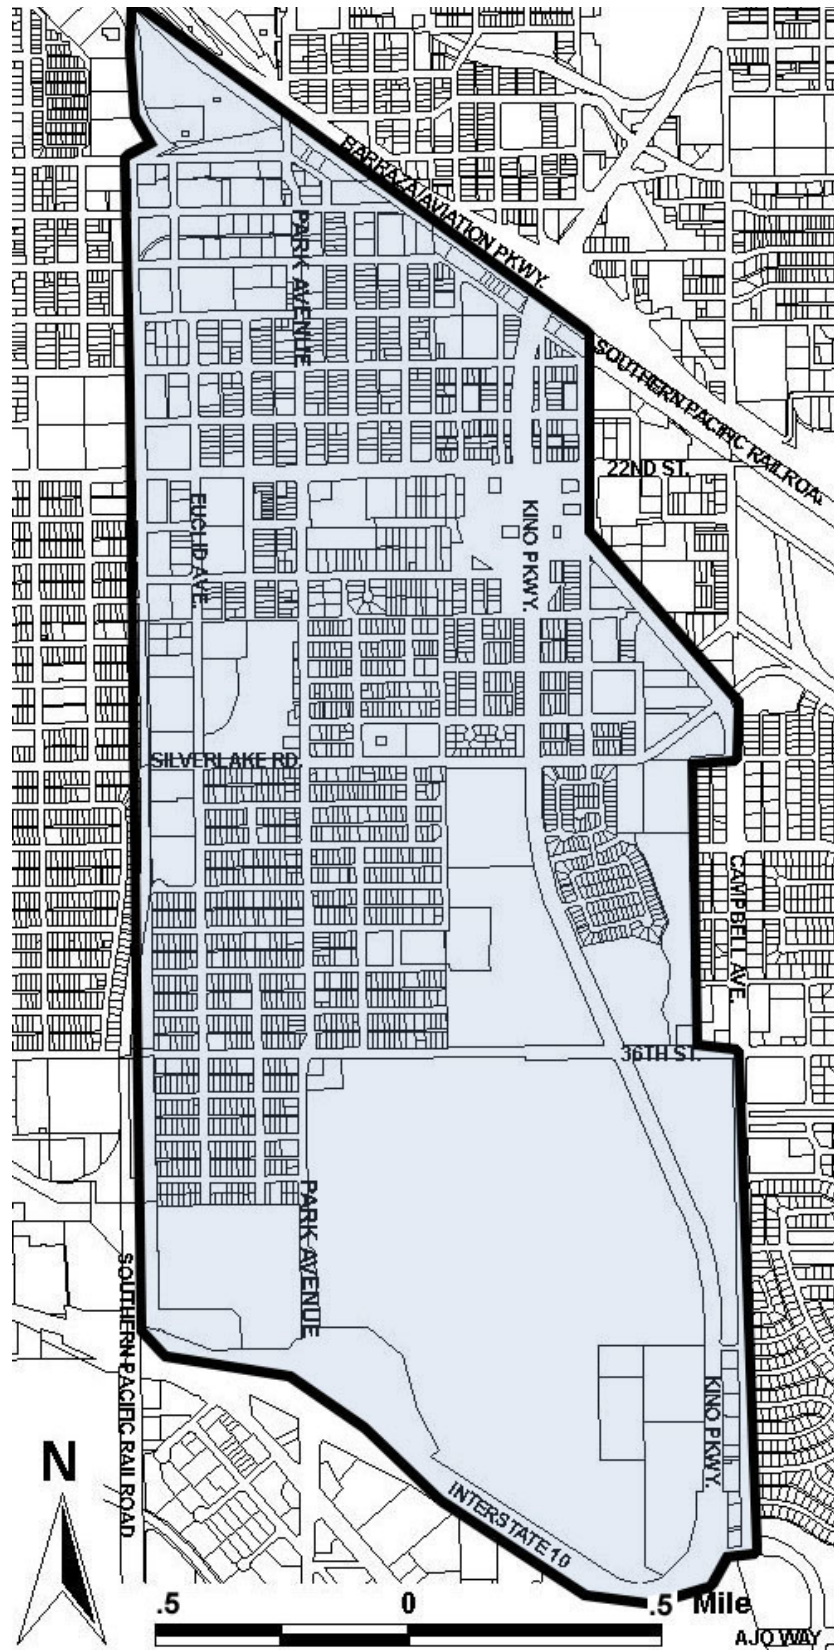 BARRAZA/AVIATION PKWY.
PARK AVENUE
SOUTHERN PACIFIC RAILROA
22ND ST.
EUCLID AVE.
KINO PKWY.
SILVERLAKE RD.
CAMPBELL AVE.
36TH ST.
PARK AVENUE
SOUTHERN PACIFIC RAIL ROAD
KINO PKWY.
N
INTERSTATE 10
.5 0 .5 Mile
AJO WAY